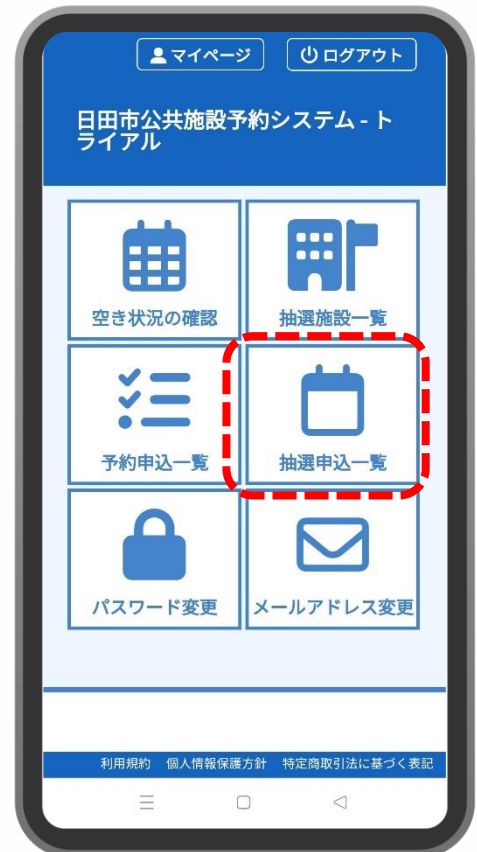 マイページ
ログアウト
日田市公共施設予約システム - ト
ライアル
空き状況の確認
抽選施設一覧
予約申込一覧
抽選申込一覧
パスワード変更
メールアドレス変更
利用規約 個人情報保護方針 特定商取引法に基づく表記